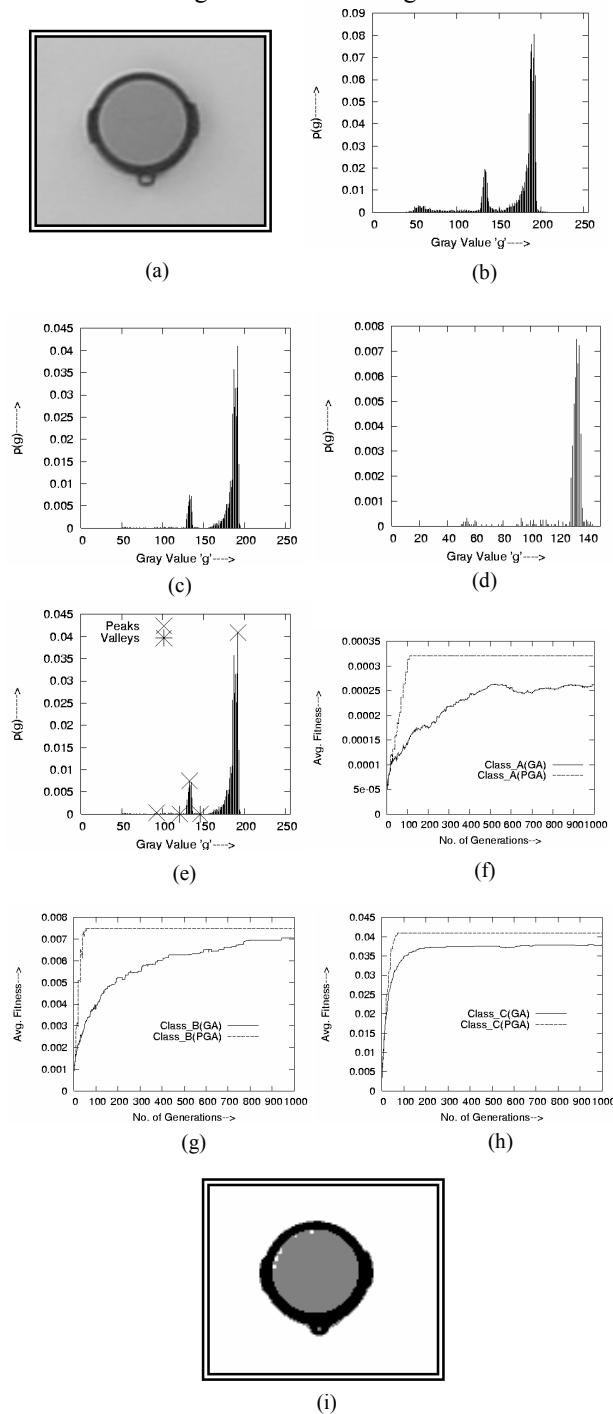 (a)
0.09
0.08
0.07
0.06
0.05
0.04
0.03
0.02
0.01
0
p(g)----->
0 50 100 150 200 250
Gray Value 'g'---->
(b)
0.045
0.04
0.035
0.03
0.025
0.02
0.015
0.01
0.005
0
p(g)----->
0 50 100 150 200 250
Gray Value 'g'---->
(c)
0.008
0.007
0.006
0.005
0.004
0.003
0.002
0.001
0
p(g)----->
0 20 40 60 80 100 120 140
Gray Value 'g'---->
(d)
0.045
0.04
0.035
0.03
0.025
0.02
0.015
0.01
0.005
0
p(g)----->
Peaks
Valleys
0 50 100 150 200 250
Gray Value 'g'---->
(e)
0.00035
0.0003
0.00025
0.0002
0.00015
0.0001
5e-05
0
Avg. Fitness-->
Class_A(GA)
Class_A(PGA)
0 100 200 300 400 500 600 700 800 900 1000
No. of Generations-->
(f)
0.008
0.007
0.006
0.005
0.004
0.003
0.002
0.001
0
Avg. Fitness-->
Class_B(GA)
Class_B(PGA)
0 100 200 300 400 500 600 700 800 900 1000
No. of Generations-->
(g)
0.045
0.04
0.035
0.03
0.025
0.02
0.015
0.01
0.005
0
Avg. Fitness-->
Class_C(GA)
Class_C(PGA)
0 100 200 300 400 500 600 700 800 900 1000
No. of Generations-->
(h)
(i)